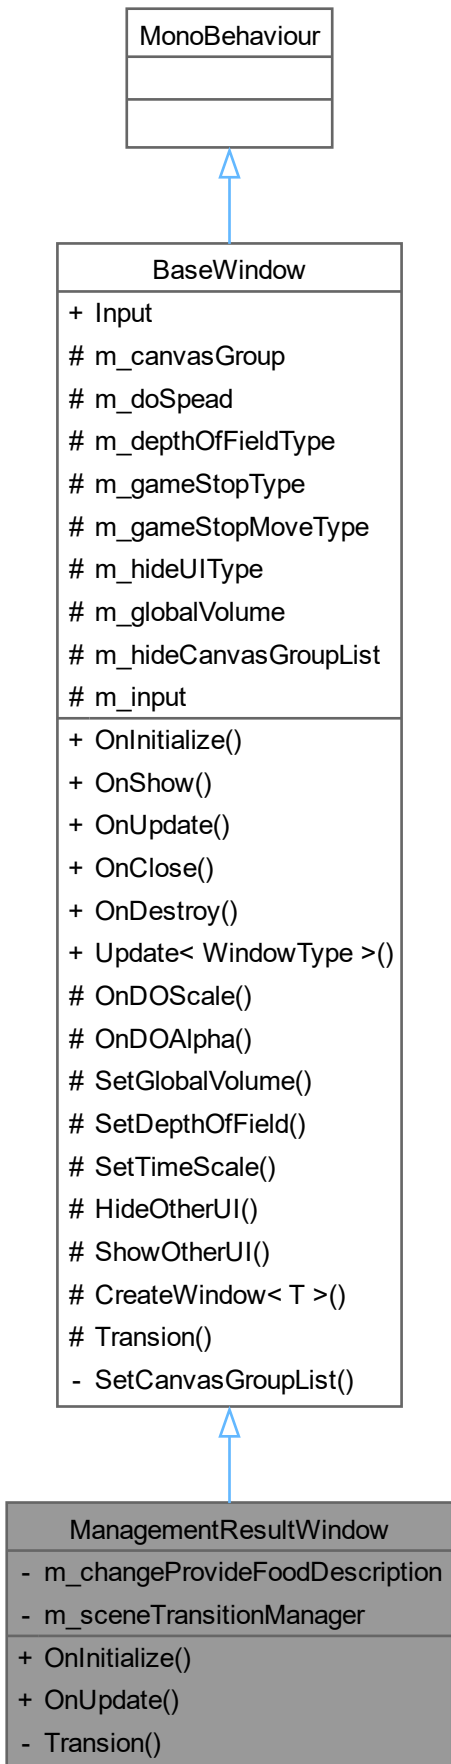 MonoBehaviour
BaseWindow
+ Input
# m_canvasGroup
# m_doSpead
# m_depthOfFieldType
# m_gameStopType
# m_gameStopMoveType
# m_hideUIType
# m_globalVolume
# m_hideCanvasGroupList
# m_input
+ OnInitialize()
+ OnShow()
+ OnUpdate()
+ OnClose()
+ OnDestroy()
+ Update< WindowType >()
# OnDOScale()
# OnDOAlpha()
# SetGlobalVolume()
# SetDepthOfField()
# SetTimeScale()
# HideOtherUI()
# ShowOtherUI()
# CreateWindow< T >()
# Transion()
- SetCanvasGroupList()
ManagementResultWindow
- m_changeProvideFoodDescription
- m_sceneTransitionManager
+ OnInitialize()
+ OnUpdate()
- Transion()